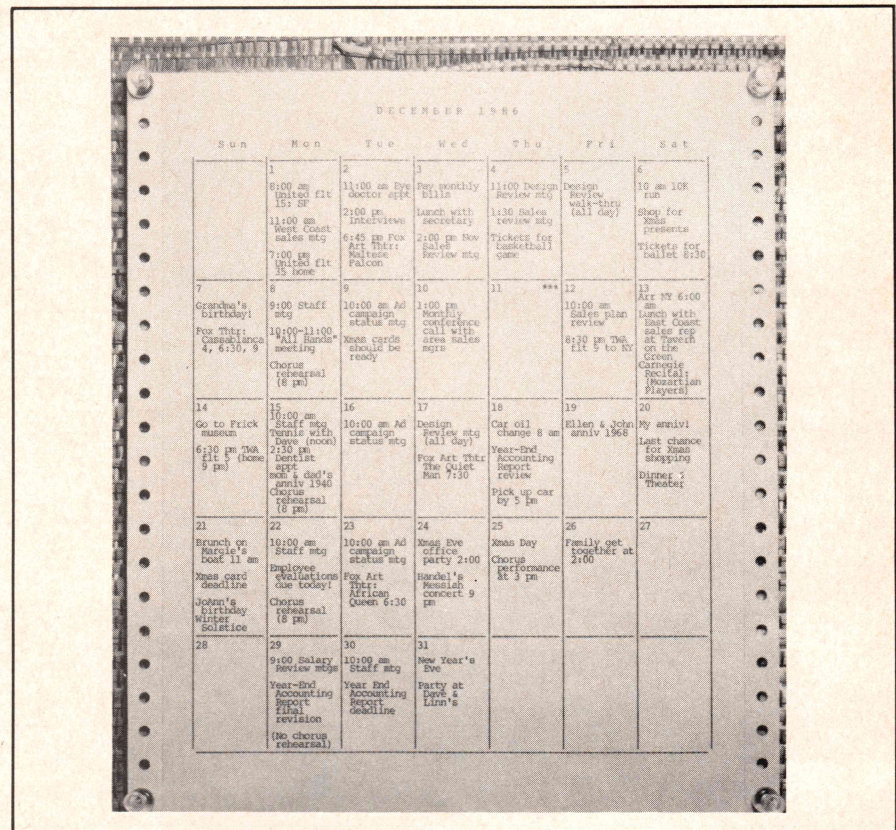 DECEMBER 1986
Sun Mon Tue Wed Thu Fri Sat
1
8:00 am
United flt
15: SF
11:00 am
West Coast
sales mtg
7:00 pm
United flt
35 home
2
11:00 am Eye
doctor appt
2:00 pm
Interviews
6:45 pm Fox
Art Thtr:
Maltese
Falcon
3
Pay monthly
bills
Lunch with
secretary
2:00 pm Nov
Sales
Review mtg
4
11:00 Design
Review mtg
1:30 Sales
review mtg
Tickets for
basketball
game
5
Design
Review
walk-thru
(all day)
6
10 am 10K
run
Shop for
Xmas
presents
Tickets for
ballet 8:30
7
Grandma's
birthday!
Fox Thtr:
Cassablanca
4, 6:30, 9
8
9:00 Staff
mtg
10:00-11:00
"All Hands"
meeting
Chorus
rehearsal
(8 pm)
9
10:00 am Ad
campaign
status mtg
Xmas cards
should be
ready
10
1:00 pm
Monthly
conference
call with
area sales
mgrs
11 ***
12
10:00 am
Sales plan
review
8:30 pm TWA
flt 9 to NY
13
Arr NY 6:00
am
Lunch with
East Coast
sales rep
at Tavern
on the
Green
Carnegie
Recital:
(Mozartian
Players)
14
Go to Frick
museum
6:30 pm TWA
flt 5 (home
9 pm)
15
10:00 am
Staff mtg
Tennis with
Dave (noon)
2:30 pm
Dentist
appt
mom & dad's
anniv 1940
Chorus
rehearsal
(8 pm)
16
10:00 am Ad
campaign
status mtg
17
Design
Review mtg
(all day)
Fox Art Thtr
The Quiet
Man 7:30
18
Car oil
change 8 am
Year-End
Accounting
Report
review
Pick up car
by 5 pm
19
Ellen & John
anniv 1968
20
My anniv!
Last chance
for Xmas
shopping
Dinner &
Theater
21
Brunch on
Margie's
boat 11 am
Xmas card
deadline
JoAnn's
birthday
Winter
Solstice
22
10:00 am
Staff mtg
Employee
evaluations
due today!
Chorus
rehearsal
(8 pm)
23
10:00 am Ad
campaign
status mtg
Fox Art
Thtr:
African
Queen 6:30
24
Xmas Eve
office
party 2:00
Handel's
Messiah
concert 9
pm
25
Xmas Day
Chorus
performance
at 3 pm
26
Family get
together at
2:00
27
28
29
9:00 Salary
Review mtgs
Year-End
Accounting
Report
final
revision
(No chorus
rehearsal)
30
10:00 am
Staff mtg
Year End
Accounting
Report
deadline
31
New Year's
Eve
Party at
Dave &
Linn's